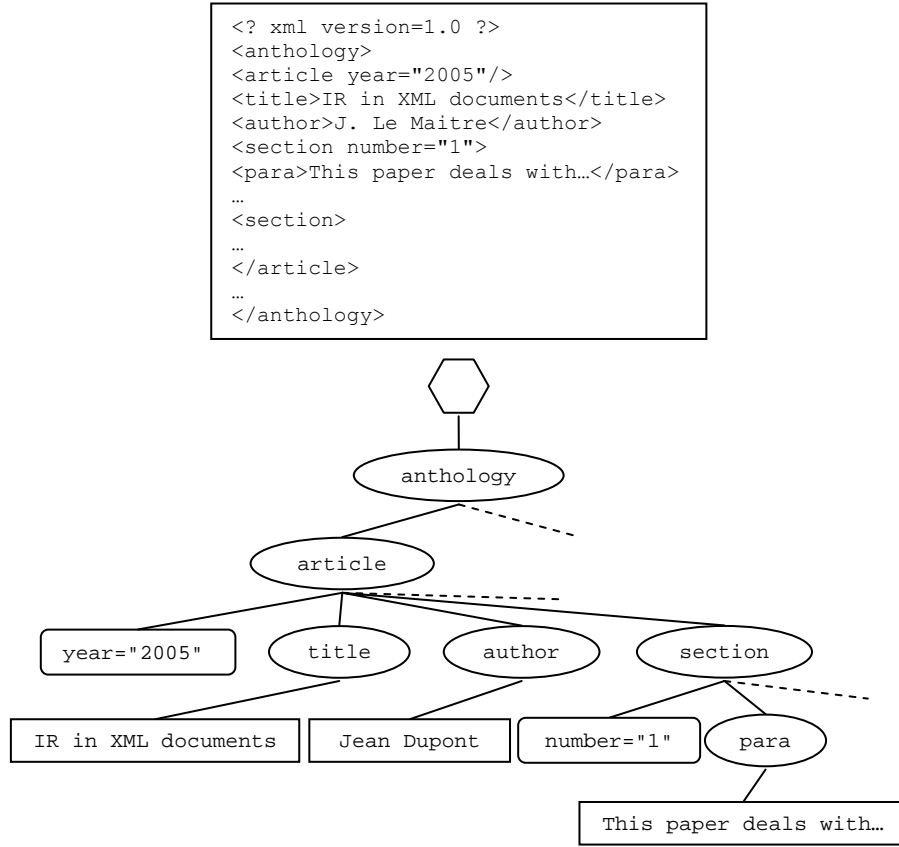 <? xml version=1.0 ?>
<anthology>
<article year="2005"/>
<title>IR in XML documents</title>
<author>J. Le Maitre</author>
<section number="1">
<para>This paper deals with…</para>
…
<section>
…
</article>
…
</anthology>
anthology
article
year="2005"
title
author
section
IR in XML documents
Jean Dupont
number="1"
para
This paper deals with…